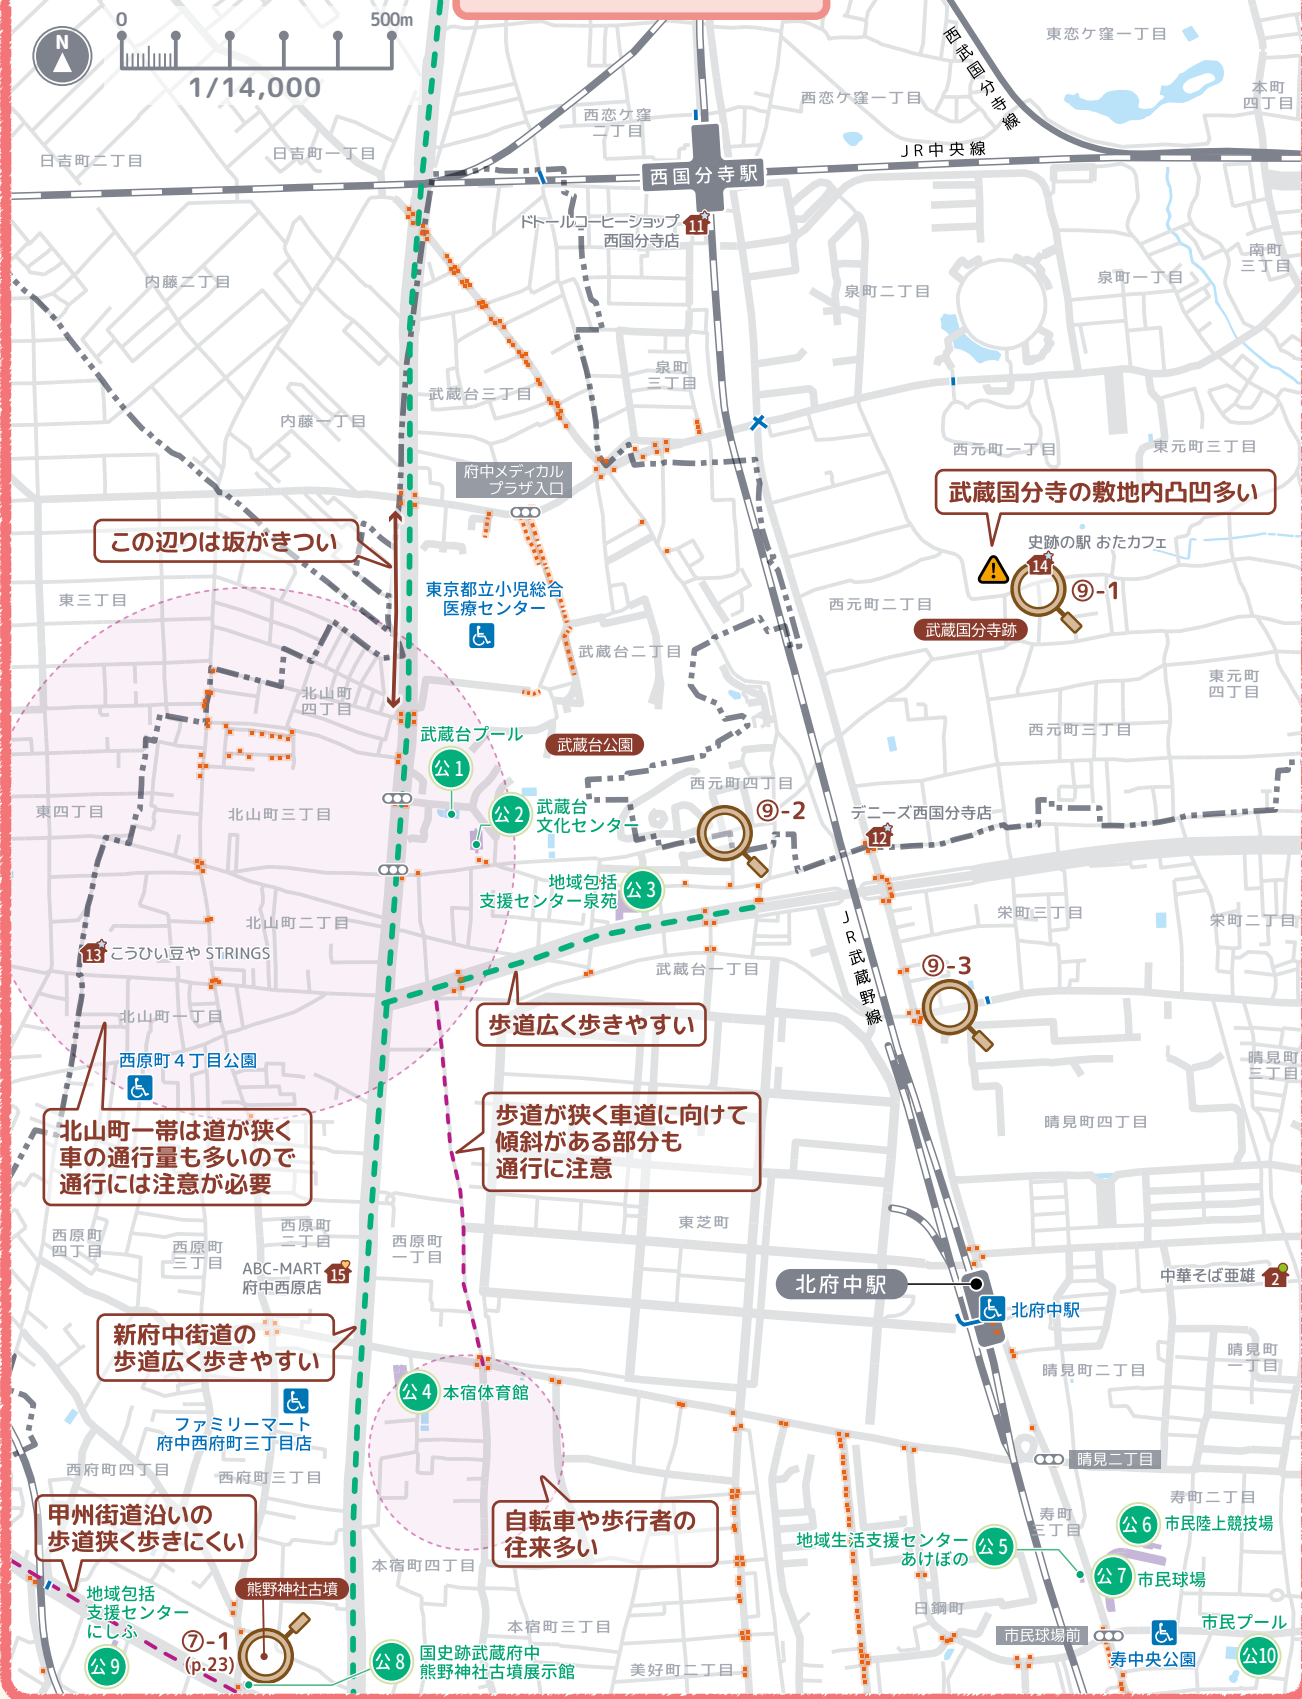 0
500m
N
1/14,000
西武国分寺線
東恋ケ窪一丁目
本町
四丁目
西恋ケ窪一丁目
西恋ケ窪
二丁目
日吉町二丁目
日吉町一丁目
JR中央線
西国分寺駅
ドトールコーヒーショップ
西国分寺店
11
南町
三丁目
内藤二丁目
泉町二丁目
泉町一丁目
泉町
三丁目
武蔵台三丁目
内藤一丁目
西元町一丁目
東元町三丁目
府中メディカル
プラザ入口
武蔵国分寺の敷地内凸凹多い
この辺りは坂がきつい
史跡の駅 おたカフェ
14
⑨-1
東京都立小児総合
医療センター
東三丁目
西元町二丁目
武蔵国分寺跡
武蔵台二丁目
北山町
四丁目
東元町
四丁目
西元町三丁目
武蔵台プール
公1
武蔵台公園
西元町四丁目
東四丁目
北山町三丁目
公2
武蔵台
文化センター
⑨-2
デニーズ西国分寺店
12
地域包括
支援センター泉苑
公3
北山町二丁目
栄町三丁目
栄町二丁目
JR武蔵野線
13
こうひい豆や STRINGS
武蔵台一丁目
⑨-3
北山町一丁目
歩道広く歩きやすい
西原町4丁目公園
晴見町
三丁目
北山町一帯は道が狭く
車の通行量も多いので
通行には注意が必要
歩道が狭く車道に向けて
傾斜がある部分も
通行に注意
晴見町四丁目
西原町
四丁目
西原町
三丁目
西原町
二丁目
西原町
一丁目
東芝町
ABC-MART
府中西原店
15
北府中駅
北府中駅
中華そば亜雄
2
新府中街道の
歩道広く歩きやすい
晴見町二丁目
晴見町
一丁目
公4
本宿体育館
ファミリーマート
府中西府町三丁目店
西府町四丁目
西府町三丁目
晴見二丁目
甲州街道沿いの
歩道狭く歩きにくい
自転車や歩行者の
往来多い
寿町
三丁目
寿町二丁目
公6
市民陸上競技場
地域生活支援センター
あけぼの
公5
公7
市民球場
本宿町四丁目
熊野神社古墳
地域包括
支援センター
にしふ
公9
⑦-1
(p.23)
日鋼町
本宿町三丁目
市民球場前
市民プール
公10
寿中央公園
公8
国史跡武蔵府中
熊野神社古墳展示館
美好町二丁目